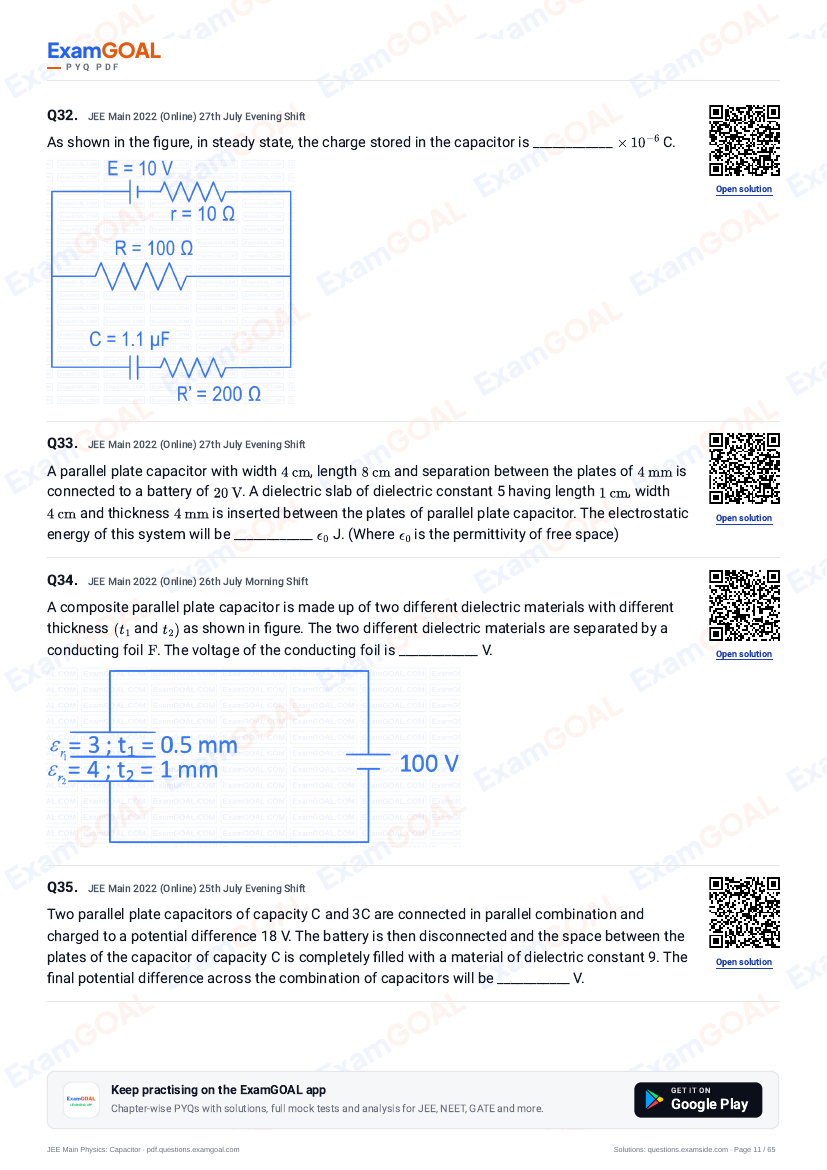 ExamGOAL
PYQ PDF
Q32. JEE Main 2022 (Online) 27th July Evening Shift
As shown in the figure, in steady state, the charge stored in the capacitor is ____________ × 10⁻⁶ C.
Open solution
E = 10 V
r = 10 Ω
R = 100 Ω
C = 1.1 μF
R' = 200 Ω
Q33. JEE Main 2022 (Online) 27th July Evening Shift
A parallel plate capacitor with width 4 cm, length 8 cm and separation between the plates of 4 mm is
connected to a battery of 20 V. A dielectric slab of dielectric constant 5 having length 1 cm, width
4 cm and thickness 4 mm is inserted between the plates of parallel plate capacitor. The electrostatic
energy of this system will be ____________ ϵ₀ J. (Where ϵ₀ is the permittivity of free space)
Open solution
Q34. JEE Main 2022 (Online) 26th July Morning Shift
A composite parallel plate capacitor is made up of two different dielectric materials with different
thickness (t₁ and t₂) as shown in figure. The two different dielectric materials are separated by a
conducting foil F. The voltage of the conducting foil is ____________ V.
Open solution
εr₁ = 3 ; t₁ = 0.5 mm
εr₂ = 4 ; t₂ = 1 mm
100 V
Q35. JEE Main 2022 (Online) 25th July Evening Shift
Two parallel plate capacitors of capacity C and 3C are connected in parallel combination and
charged to a potential difference 18 V. The battery is then disconnected and the space between the
plates of the capacitor of capacity C is completely filled with a material of dielectric constant 9. The
final potential difference across the combination of capacitors will be ___________ V.
Open solution
ExamGOAL
Keep practising on the ExamGOAL app
Chapter-wise PYQs with solutions, full mock tests and analysis for JEE, NEET, GATE and more.
GET IT ON
Google Play
JEE Main Physics: Capacitor · pdf.questions.examgoal.com
Solutions: questions.examside.com · Page 11 / 65